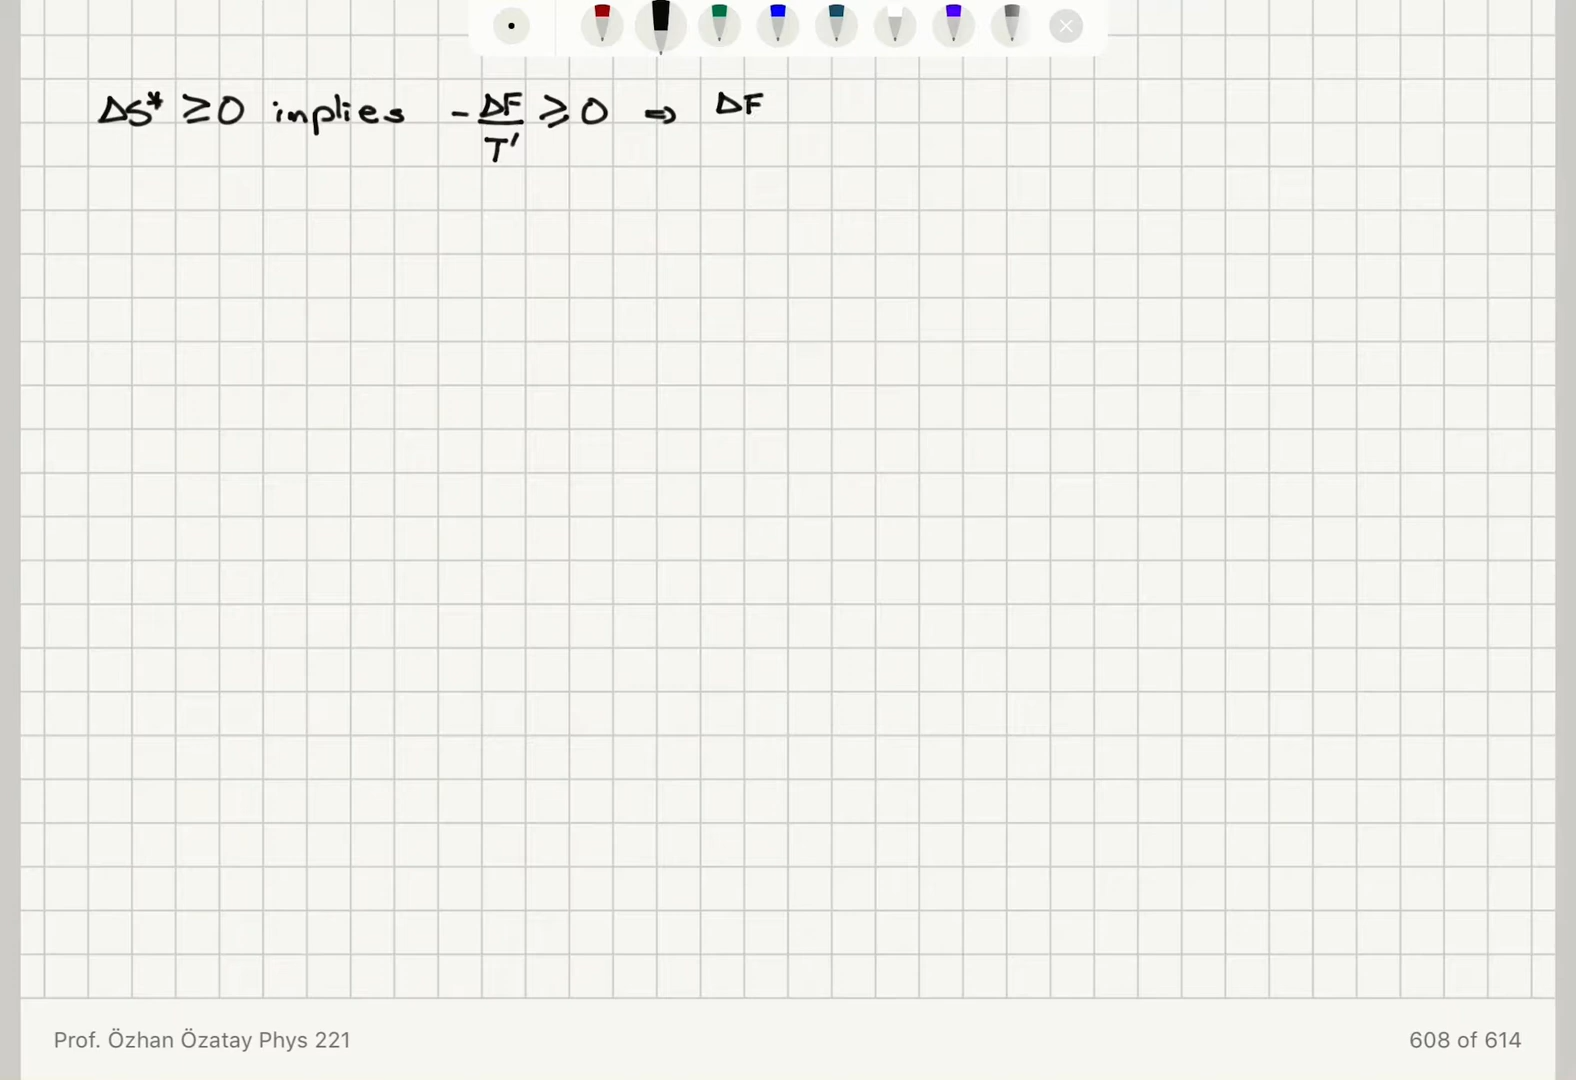 ΔS* ≥ 0 implies - ΔF/T' ⩾ 0 ⇒ ΔF
Prof. Özhan Özatay Phys 221
608 of 614